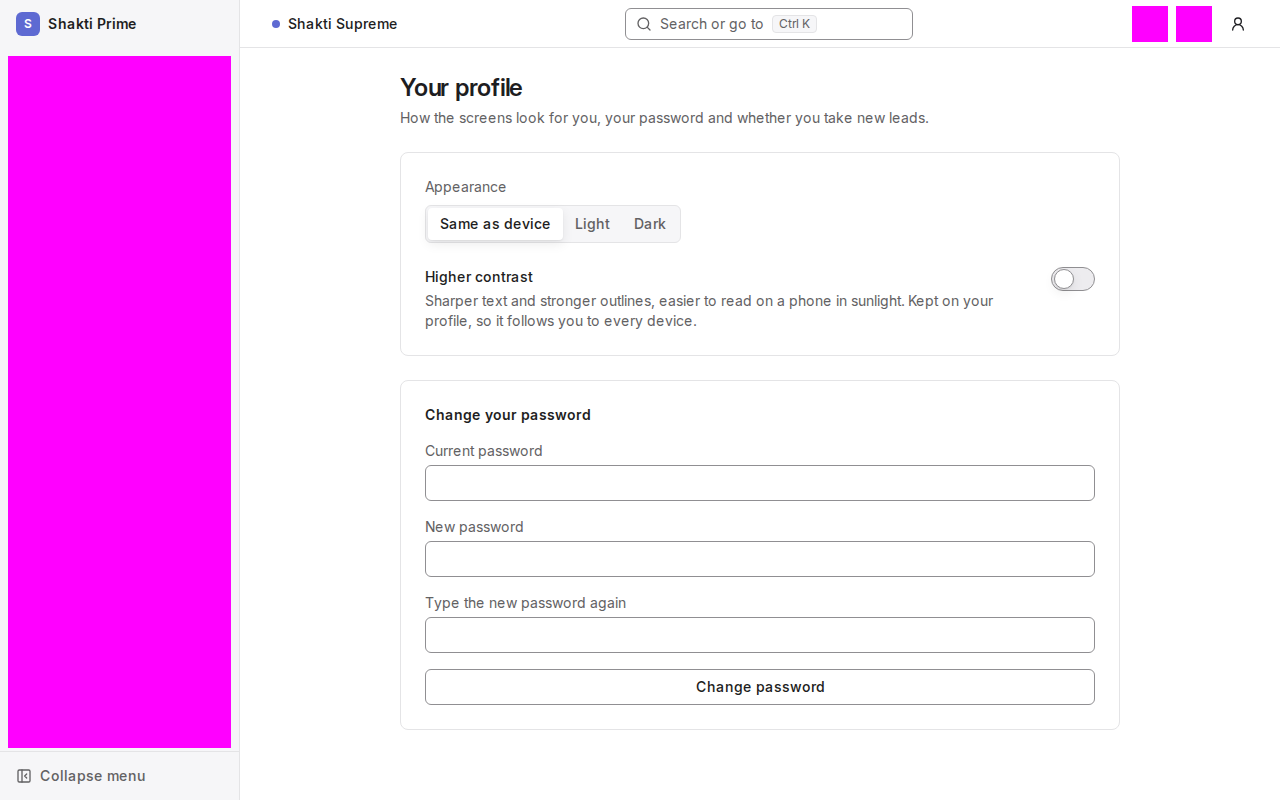 S Shakti Prime
Shakti Supreme
Search or go to Ctrl K
Your profile
How the screens look for you, your password and whether you take new leads.
Appearance
Same as device Light Dark
Higher contrast
Sharper text and stronger outlines, easier to read on a phone in sunlight. Kept on your
profile, so it follows you to every device.
Change your password
Current password
New password
Type the new password again
Change password
Collapse menu